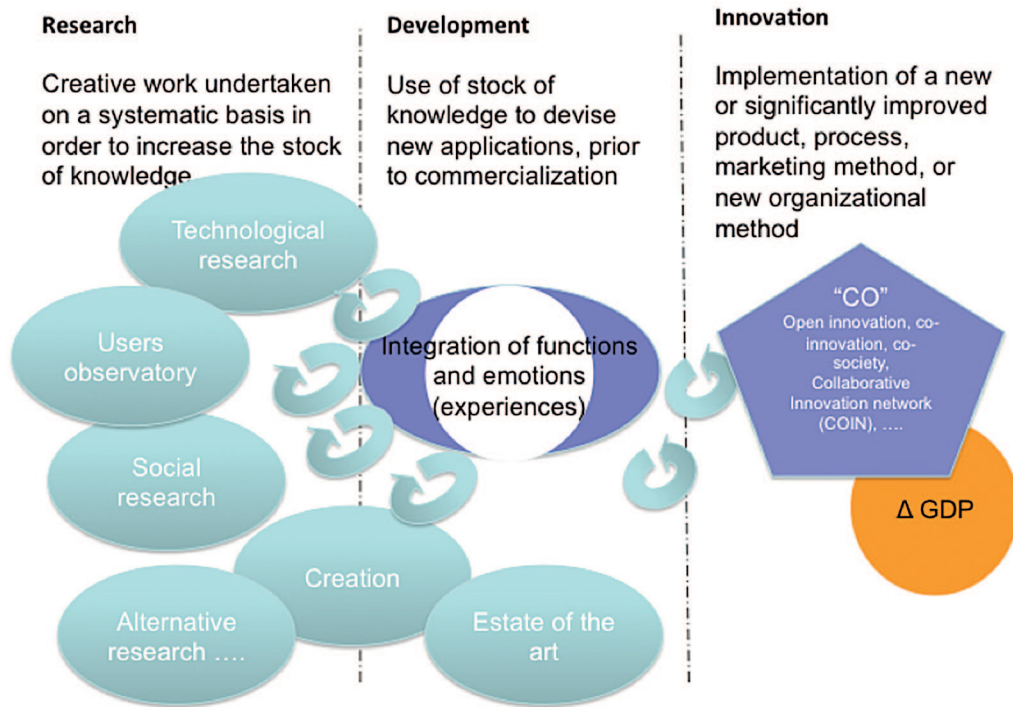 Research
Creative work undertaken
on a systematic basis in
order to increase the stock
of knowledge
Development
Use of stock of
knowledge to devise
new applications, prior
to commercialization
Innovation
Implementation of a new
or significantly improved
product, process,
marketing method, or
new organizational
method
Technological
research
Users
observatory
Social
research
Creation
Alternative
research ....
Estate of the
art
Integration of functions
and emotions
(experiences)
“CO”
Open innovation, co-
innovation, co-
society,
Collaborative
Innovation network
(COIN), ....
Δ GDP